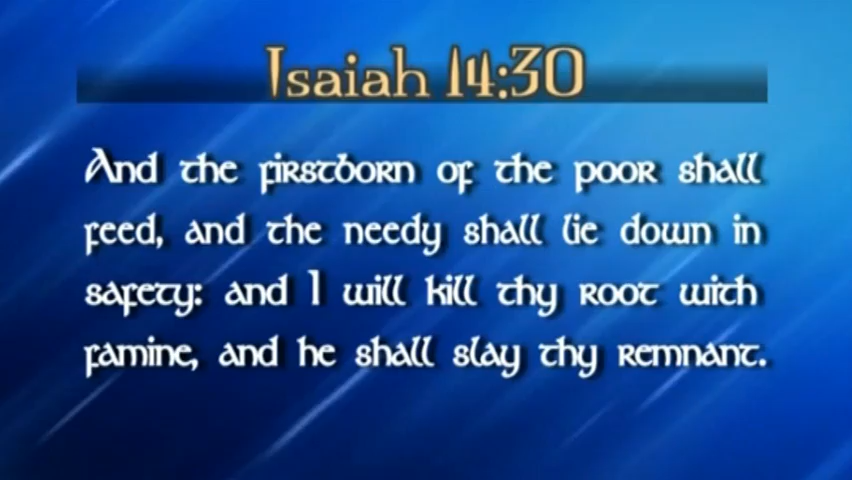 Isaiah 14:30
And the firstborn of the poor shall
feed, and the needy shall lie down in
safety: and I will kill thy root with
famine, and he shall slay thy remnant.